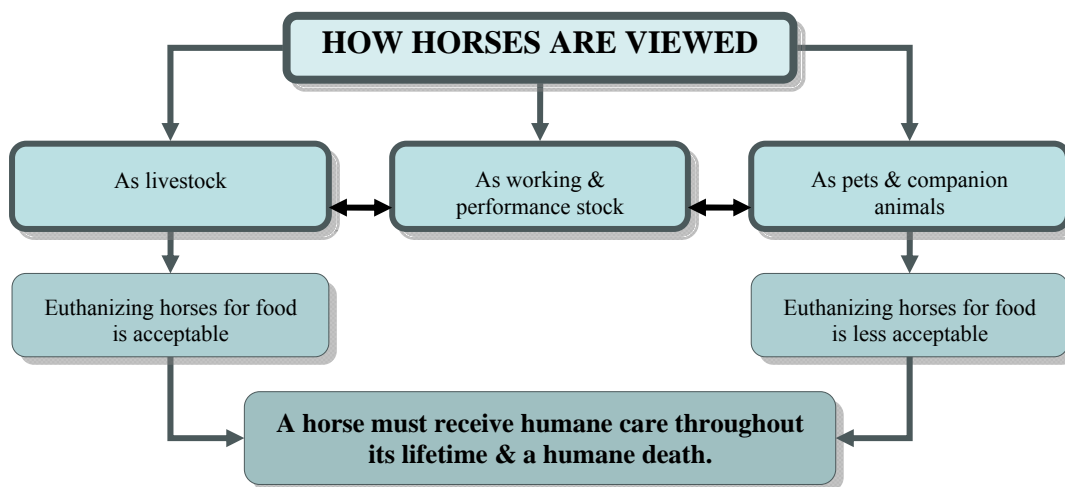 HOW HORSES ARE VIEWED
As livestock
As working &
performance stock
As pets & companion
animals
Euthanizing horses for food
is acceptable
Euthanizing horses for food
is less acceptable
A horse must receive humane care throughout
its lifetime & a humane death.